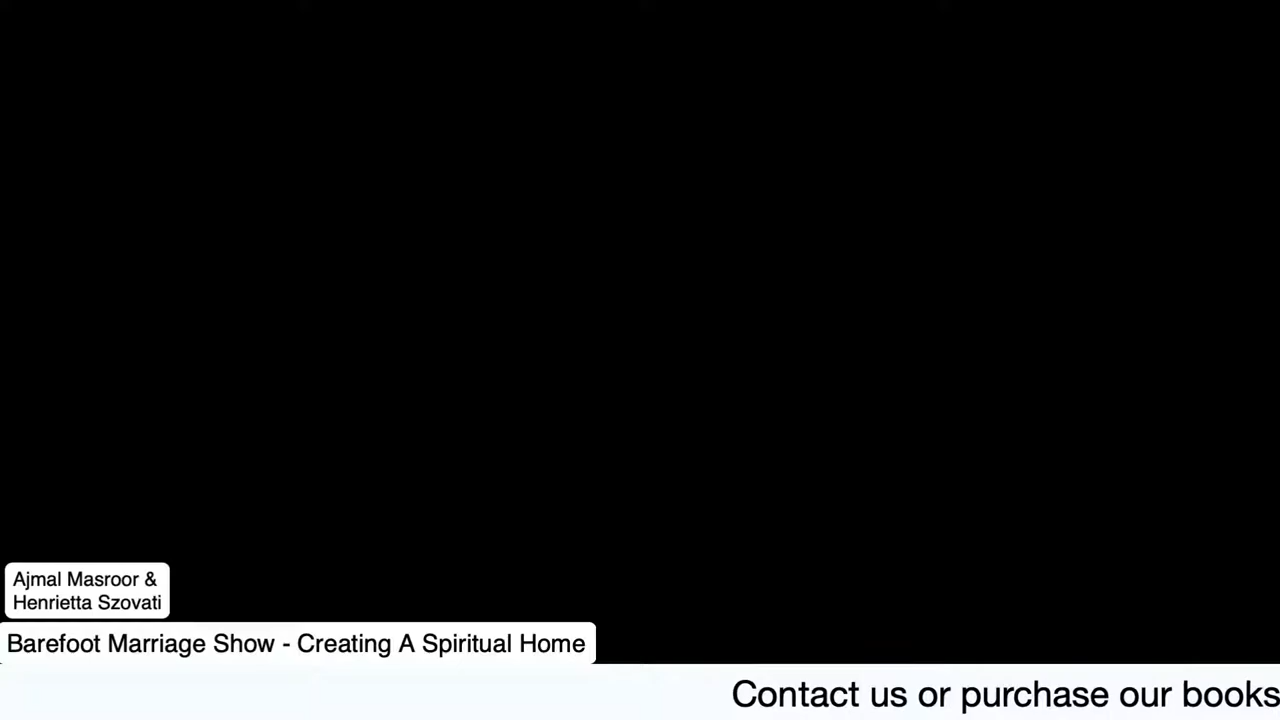 Ajmal Masroor &
Henrietta Szovati
Barefoot Marriage Show - Creating A Spiritual Home
Contact us or purchase our books